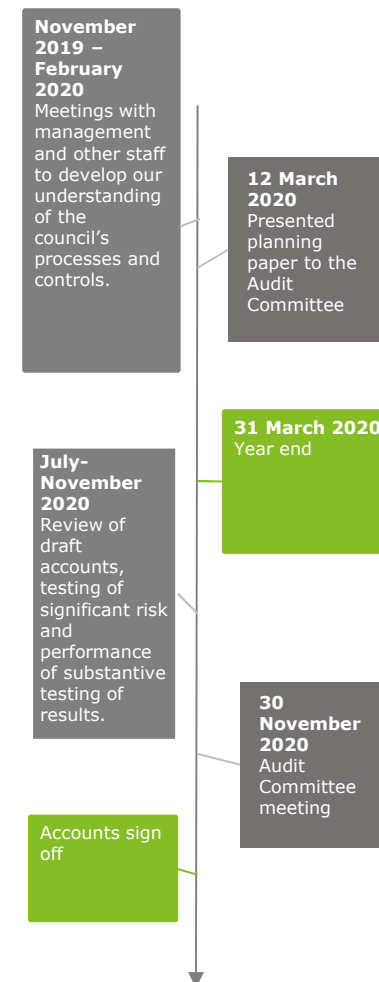 November
2019 –
February
2020
Meetings with
management
and other staff
to develop our
understanding
of the
council's
processes and
controls.
12 March
2020
Presented
planning
paper to the
Audit
Committee
31 March 2020
Year end
July-
November
2020
Review of
draft
accounts,
testing of
significant risk
and
performance
of substantive
testing of
results.
30
November
2020
Audit
Committee
meeting
Accounts sign
off